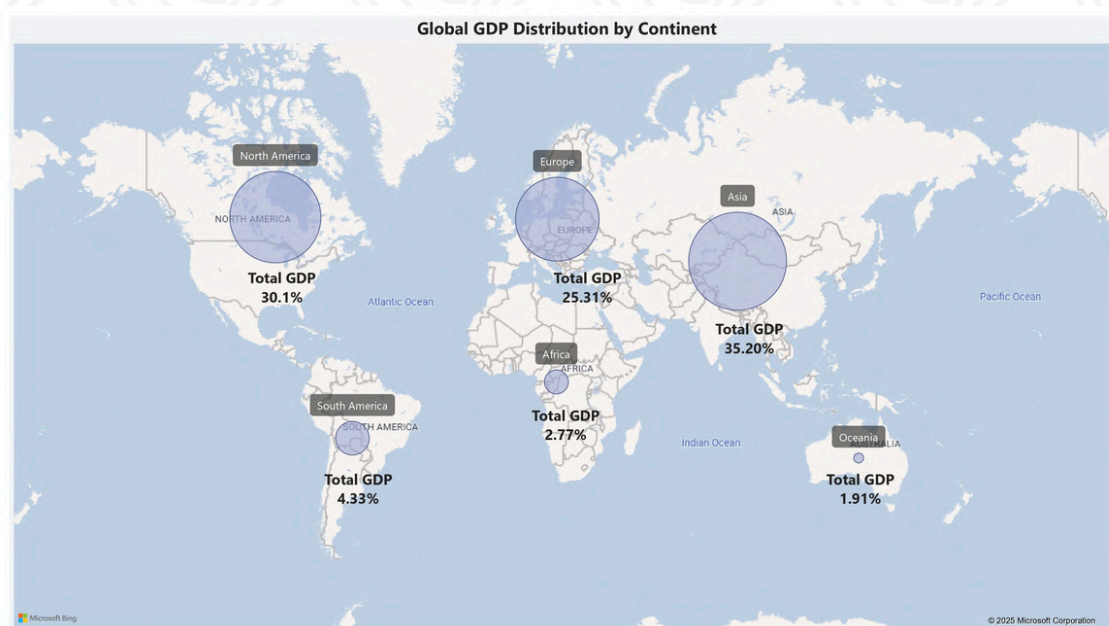 Global GDP Distribution by Continent
North America
NORTH AMERICA
Total GDP
30.1%
Europe
EUROPE
Total GDP
25.31%
Asia
ASIA
Total GDP
35.20%
Atlantic Ocean
Pacific Ocean
Africa
AFRICA
Total GDP
2.77%
South America
SOUTH AMERICA
Total GDP
4.33%
Indian Ocean
Oceania
AUSTRALIA
Total GDP
1.91%
Microsoft Bing
© 2025 Microsoft Corporation